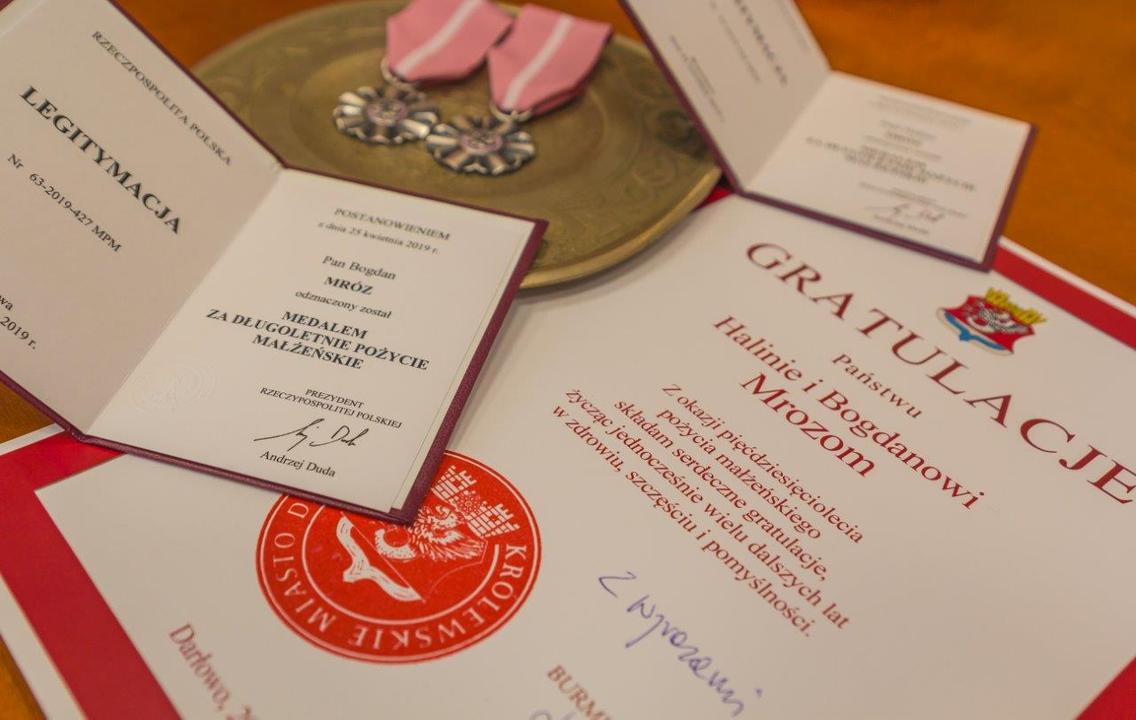 RZECZPOSPOLITA POLSKA
LEGITYMACJA
Nr 63-2019-427 MPM
2019 r.
POSTANOWIENIEM
z dnia 25 kwietnia 2019 r.
Pan Bogdan
MRÓZ
odznaczony został
MEDALEM
ZA DŁUGOLETNIE POŻYCIE
MAŁŻEŃSKIE
PREZYDENT
RZECZYPOSPOLITEJ POLSKIEJ
Andrzej Duda
Andrzej Duda
GRATULACJE
Państwu
Halinie i Bogdanowi
Mrozom
Z okazji pięćdziesięciolecia
pożycia małżeńskiego
składam serdeczne gratulacje,
życząc jednocześnie wielu dalszych lat
w zdrowiu, szczęściu i pomyślności.
Z wyrazami
KRÓLEWSKIE MIASTO D
Darłowo,